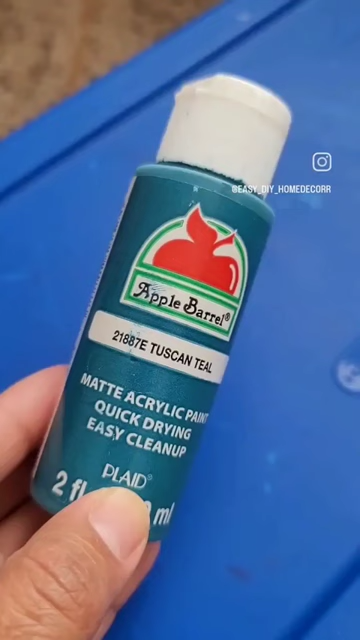 @EASY_DIY_HOMEDECORR
Apple Barrel®
21887E TUSCAN TEAL
MATTE ACRYLIC PAINT
QUICK DRYING
EASY CLEANUP
PLAID®
2 fl ml